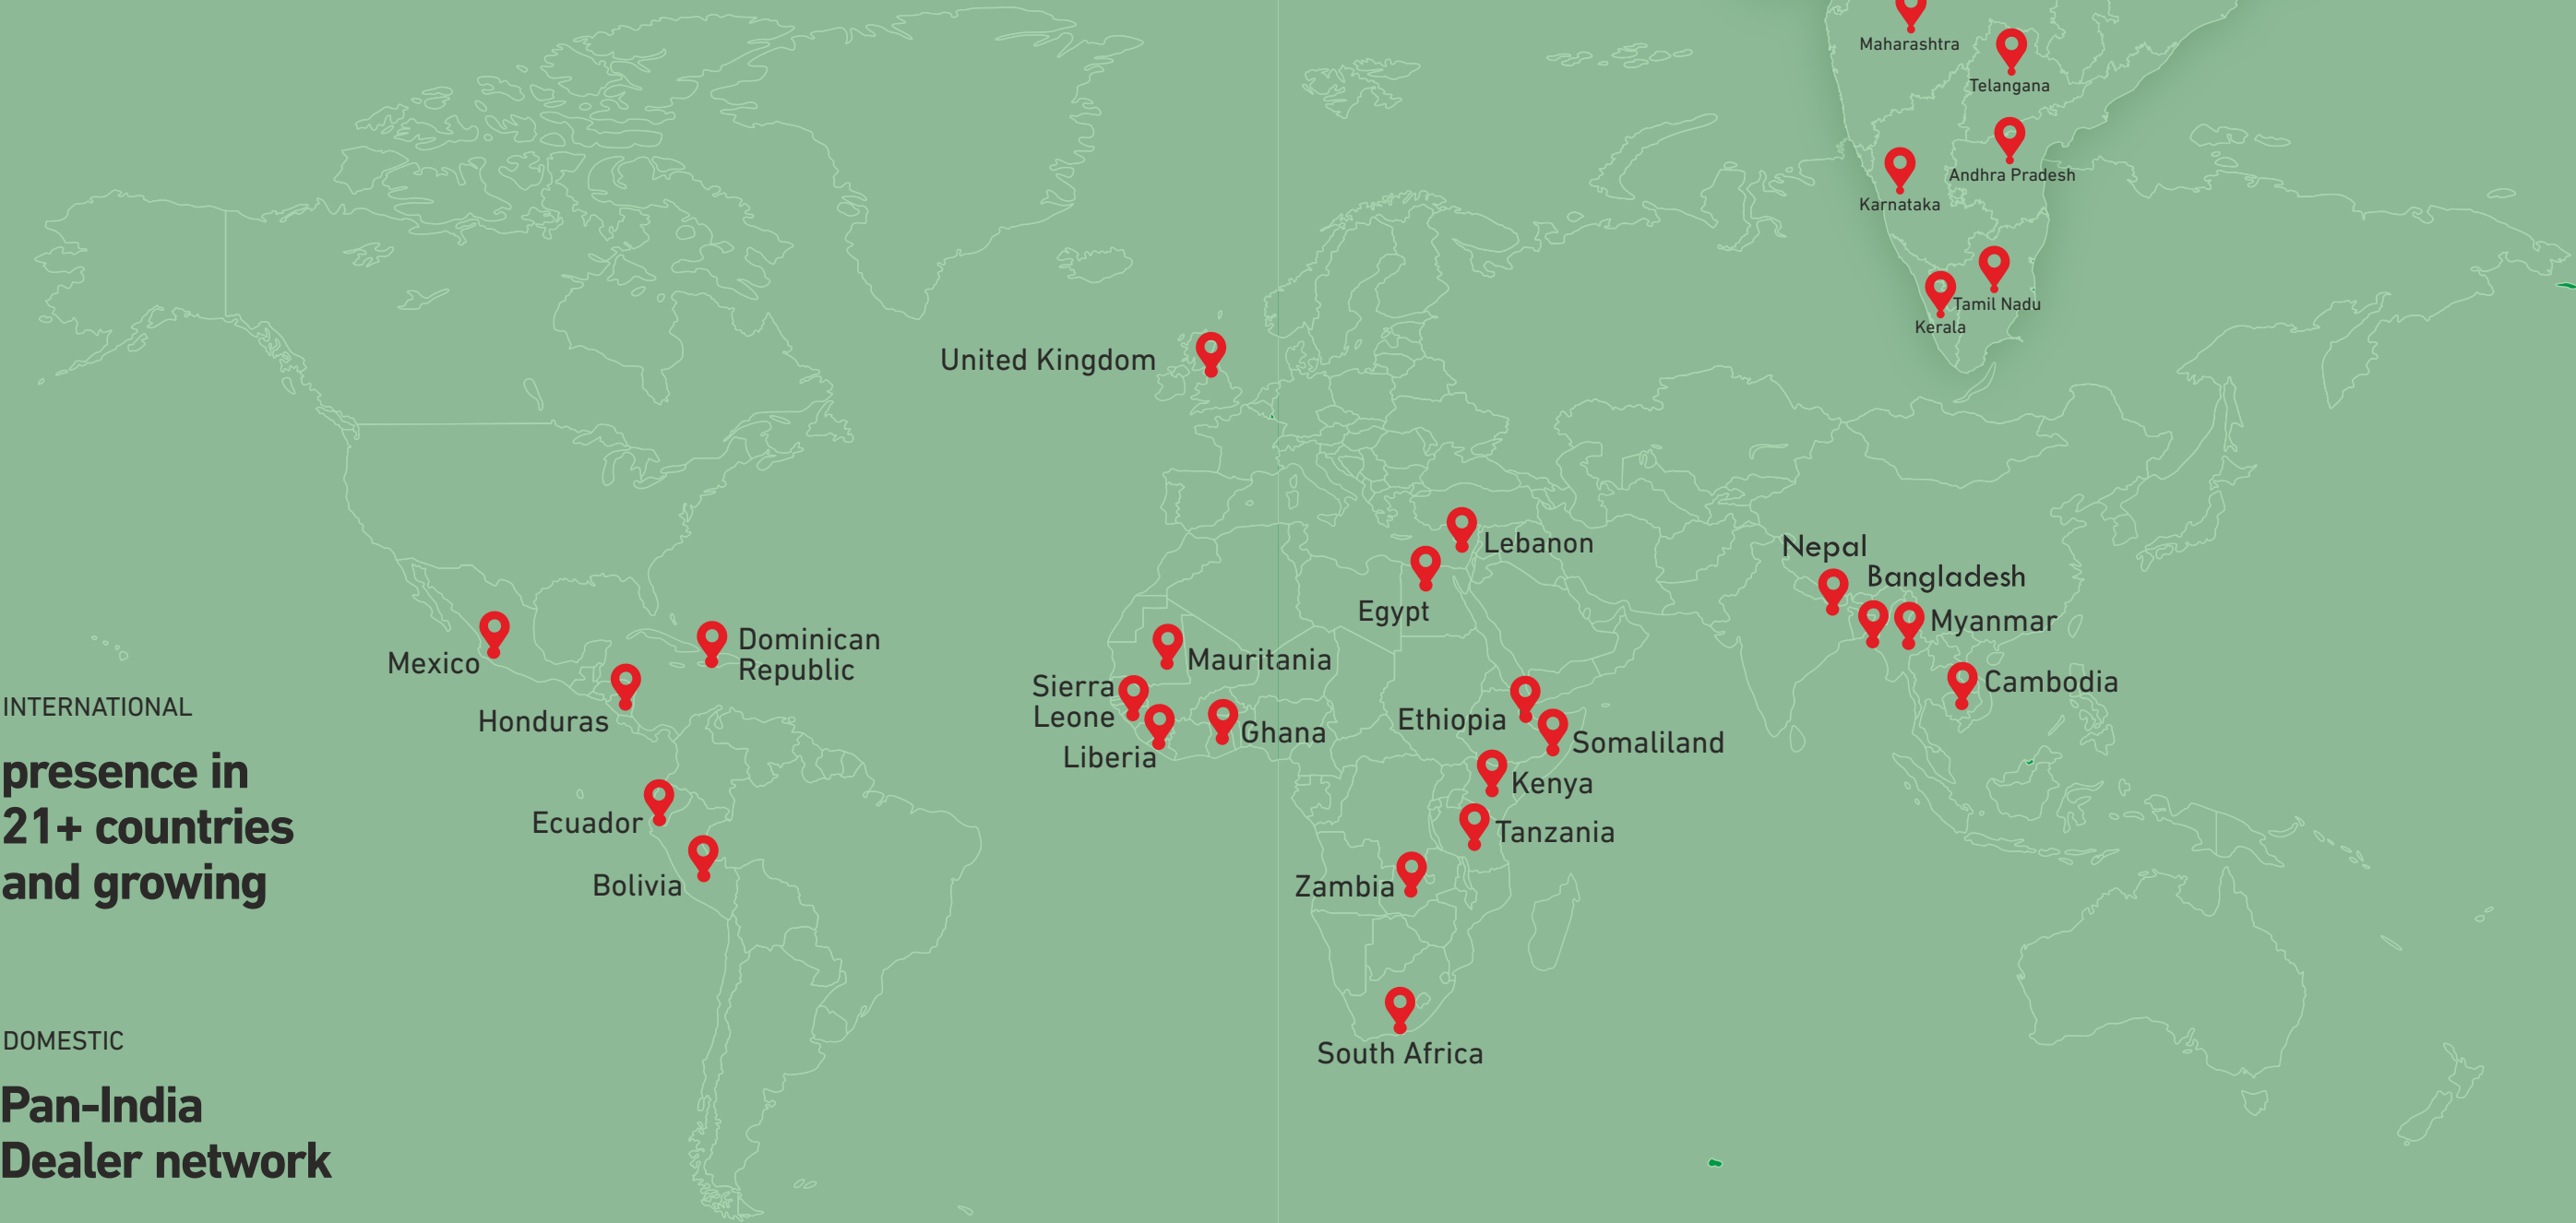 Maharashtra
Telangana
Andhra Pradesh
Karnataka
Tamil Nadu
Kerala
United Kingdom
Lebanon
Egypt
Nepal
Bangladesh
Myanmar
Cambodia
Mexico
Dominican
Republic
Honduras
Mauritania
Sierra
Leone
Liberia
Ghana
Ethiopia
Somaliland
Kenya
Tanzania
Zambia
Ecuador
Bolivia
South Africa
INTERNATIONAL
presence in
21+ countries
and growing
DOMESTIC
Pan-India
Dealer network